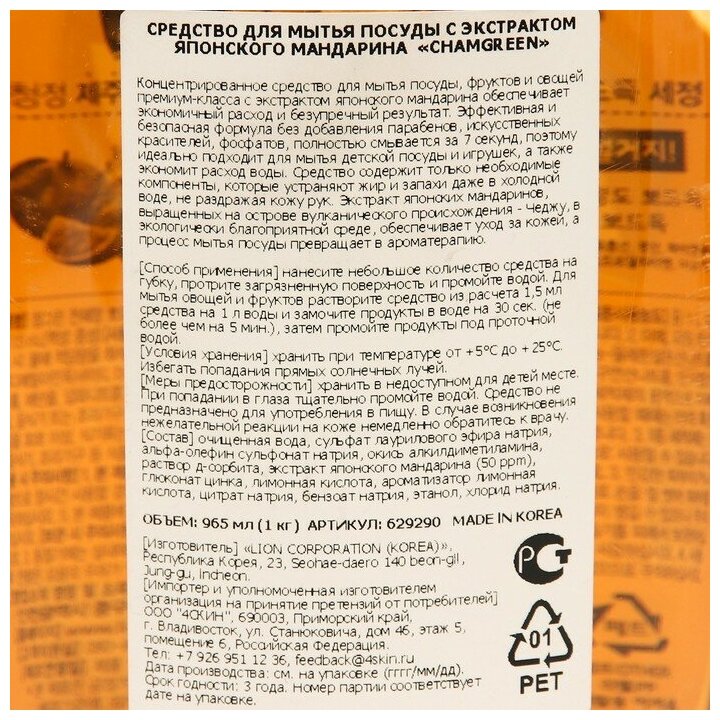 СРЕДСТВО ДЛЯ МЫТЬЯ ПОСУДЫ С ЭКСТРАКТОМ
ЯПОНСКОГО МАНДАРИНА «CHAMGREEN»
Концентрированное средство для мытья посуды, фруктов и овощей
премиум-класса с экстрактом японского мандарина обеспечивает
экономичный расход и безупречный результат. Эффективная и
безопасная формула без добавления парабенов, искусственных
красителей, фосфатов, полностью смывается за 7 секунд, поэтому
идеально подходит для мытья детской посуды и игрушек, а также
экономит расход воды. Средство содержит только необходимые
компоненты, которые устраняют жир и запахи даже в холодной
воде, не раздражая кожу рук. Экстракт японских мандаринов,
выращенных на острове вулканического происхождения - Чеджу, в
экологически благоприятной среде, обеспечивает уход за кожей, а
процесс мытья посуды превращает в ароматерапию.
[Способ применения] нанесите небольшое количество средства на
губку, протрите загрязненную поверхность и промойте водой. Для
мытья овощей и фруктов растворите средство из расчета 1,5 мл
средства на 1 л воды и замочите продукты в воде на 30 сек. (не
более чем на 5 мин.), затем промойте продукты под проточной
водой.
[Условия хранения] хранить при температуре от +5°С до +25°С.
Избегать попадания прямых солнечных лучей.
[Меры предосторожности] хранить в недоступном для детей месте.
При попадании в глаза тщательно промойте водой. Средство не
предназначено для употребления в пищу. В случае возникновения
нежелательной реакции на коже немедленно обратитесь к врачу.
[Состав] очищенная вода, сульфат лаурилового эфира натрия,
альфа-олефин сульфонат натрия, окись алкилдиметиламина,
раствор д-сорбита, экстракт японского мандарина (50 ppm),
глюконат цинка, лимонная кислота, ароматизатор лимонная
кислота, цитрат натрия, бензоат натрия, этанол, хлорид натрия.
ОБЪЕМ: 965 мл (1 кг) АРТИКУЛ: 629290 MADE IN KOREA
[Изготовитель] «LION CORPORATION (KOREA)»,
Республика Корея, 23, Seohae-daero 140 beon-gil,
Jung-gu, Incheon.
[Импортер и уполномоченная изготовителем
организация на принятие претензий от потребителей]
ООО "4СКИН", 690003, Приморский край,
г. Владивосток, ул. Станюковича, дом 46, этаж 5,
помещение 6, Российская Федерация.
Тел.: +7 926 951 12 36, feedback@4skin.ru
Дата производства: см. на упаковке (гггг/мм/дд).
Срок годности: 3 года. Номер партии соответствует
дате на упаковке.
РСТ
01
PET
청정 제주
세정